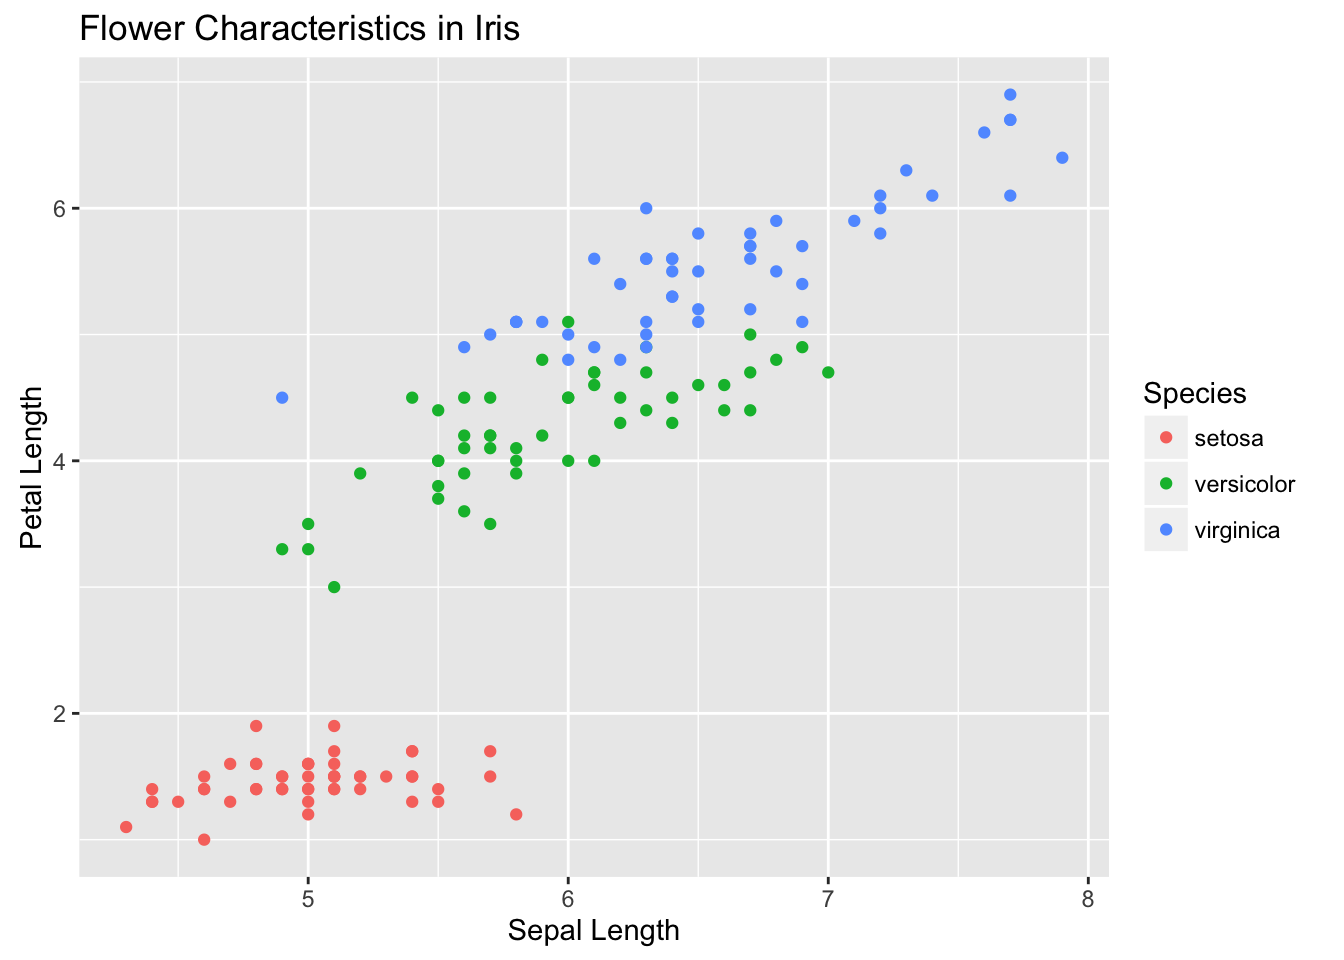 Flower Characteristics in Iris
6
4
2
Petal Length
5 6 7 8
Sepal Length
Species
setosa
versicolor
virginica